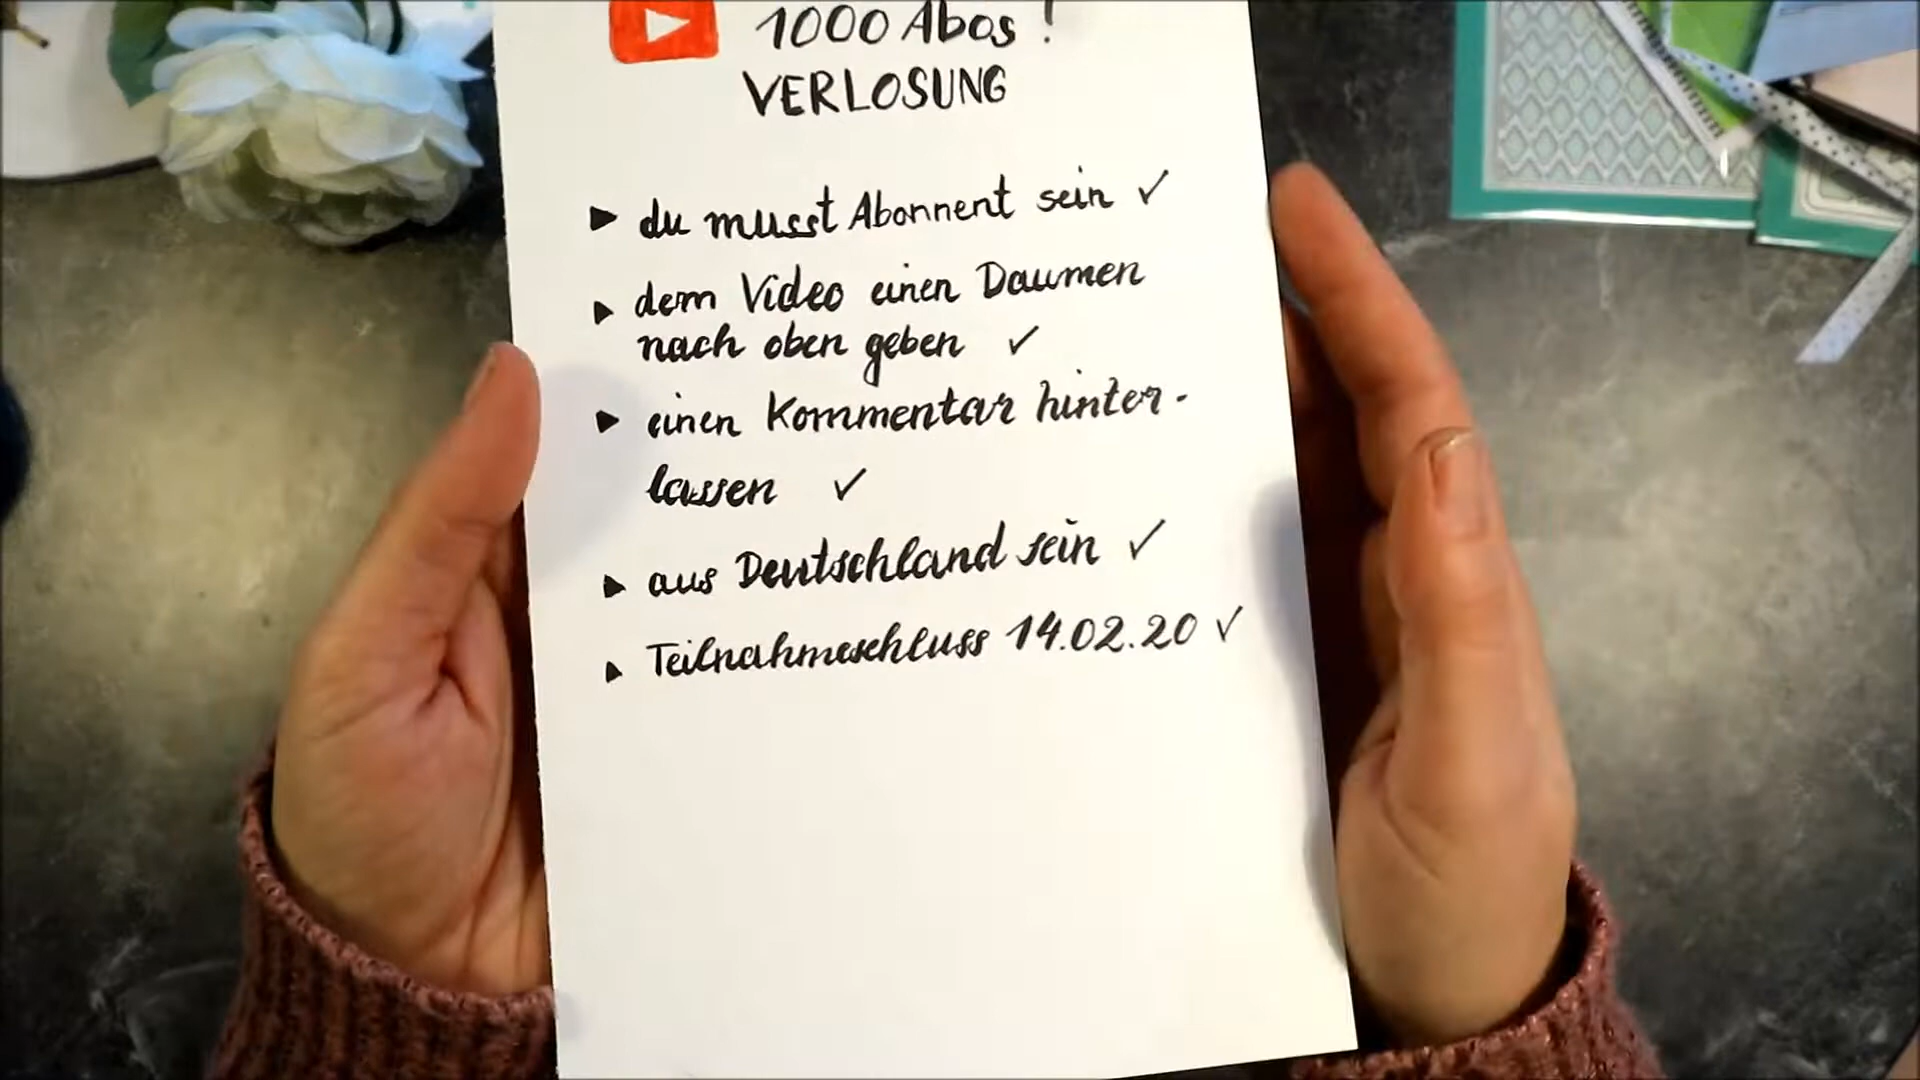 1000 Abos!
VERLOSUNG
▶ du musst Abonnent sein ✓
▶ dem Video einen Daumen
nach oben geben ✓
▶ einen Kommentar hinter-
lassen ✓
▶ aus Deutschland sein ✓
▶ Teilnahmeschluss 14.02.20 ✓